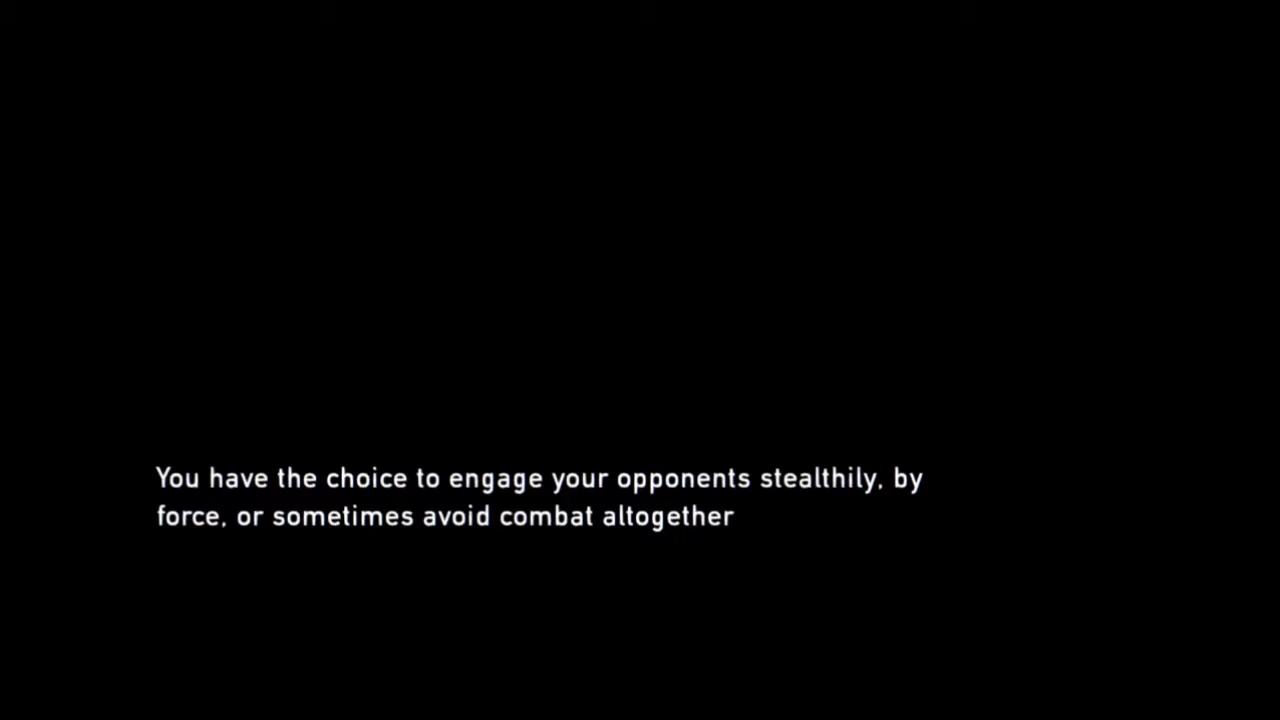 You have the choice to engage your opponents stealthily, by
force, or sometimes avoid combat altogether